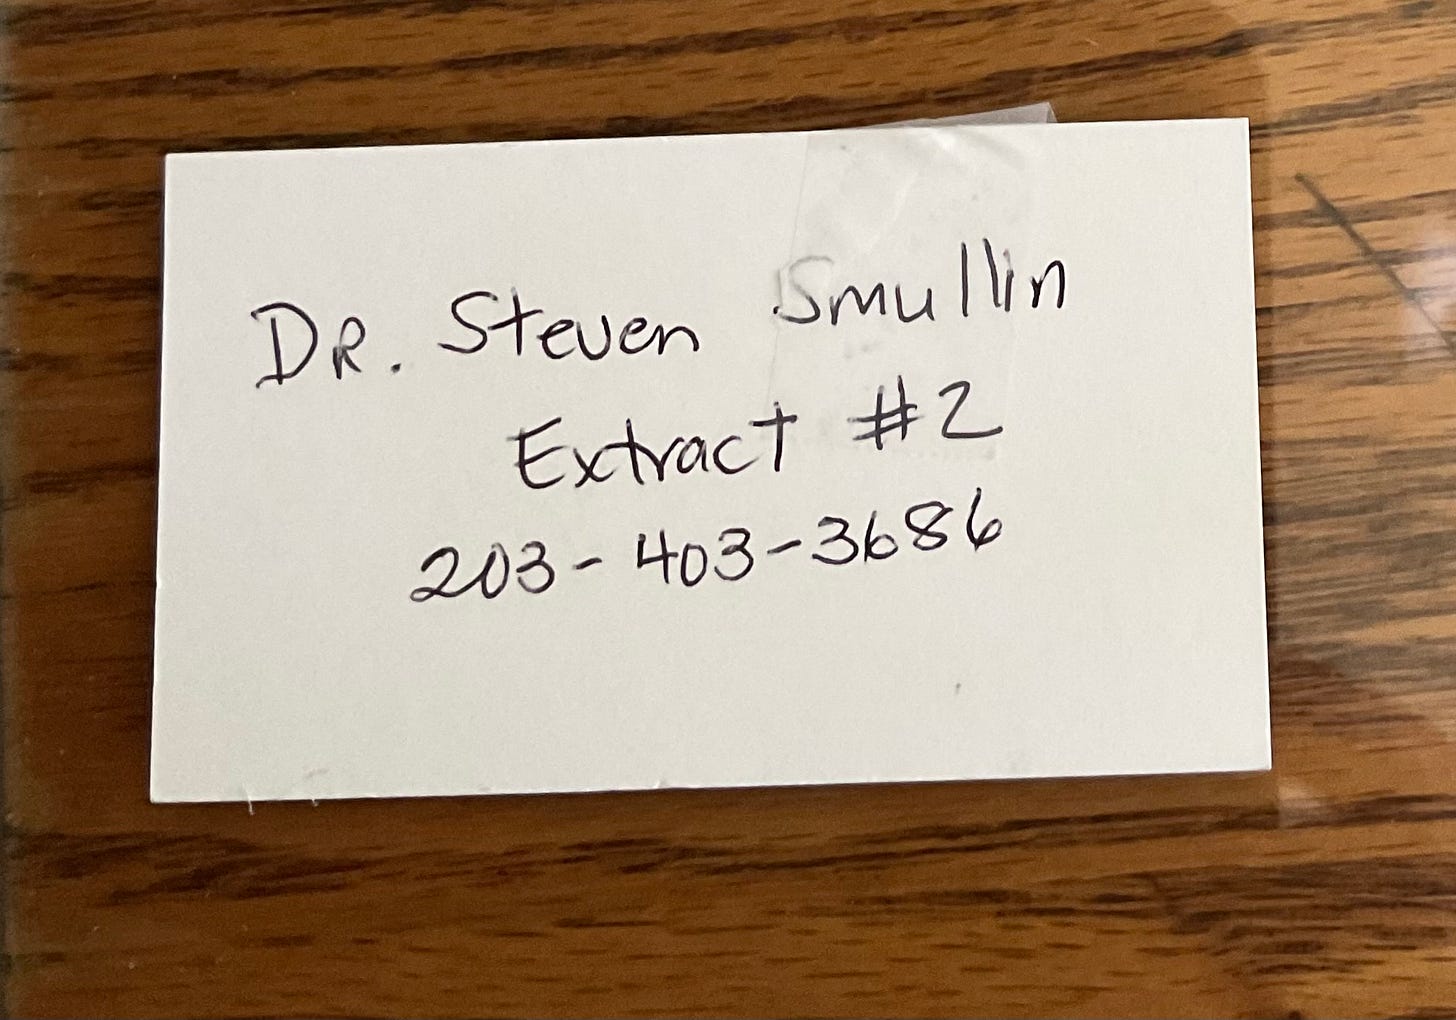 DR. Steven Smullin
Extract #2
203-403-3686